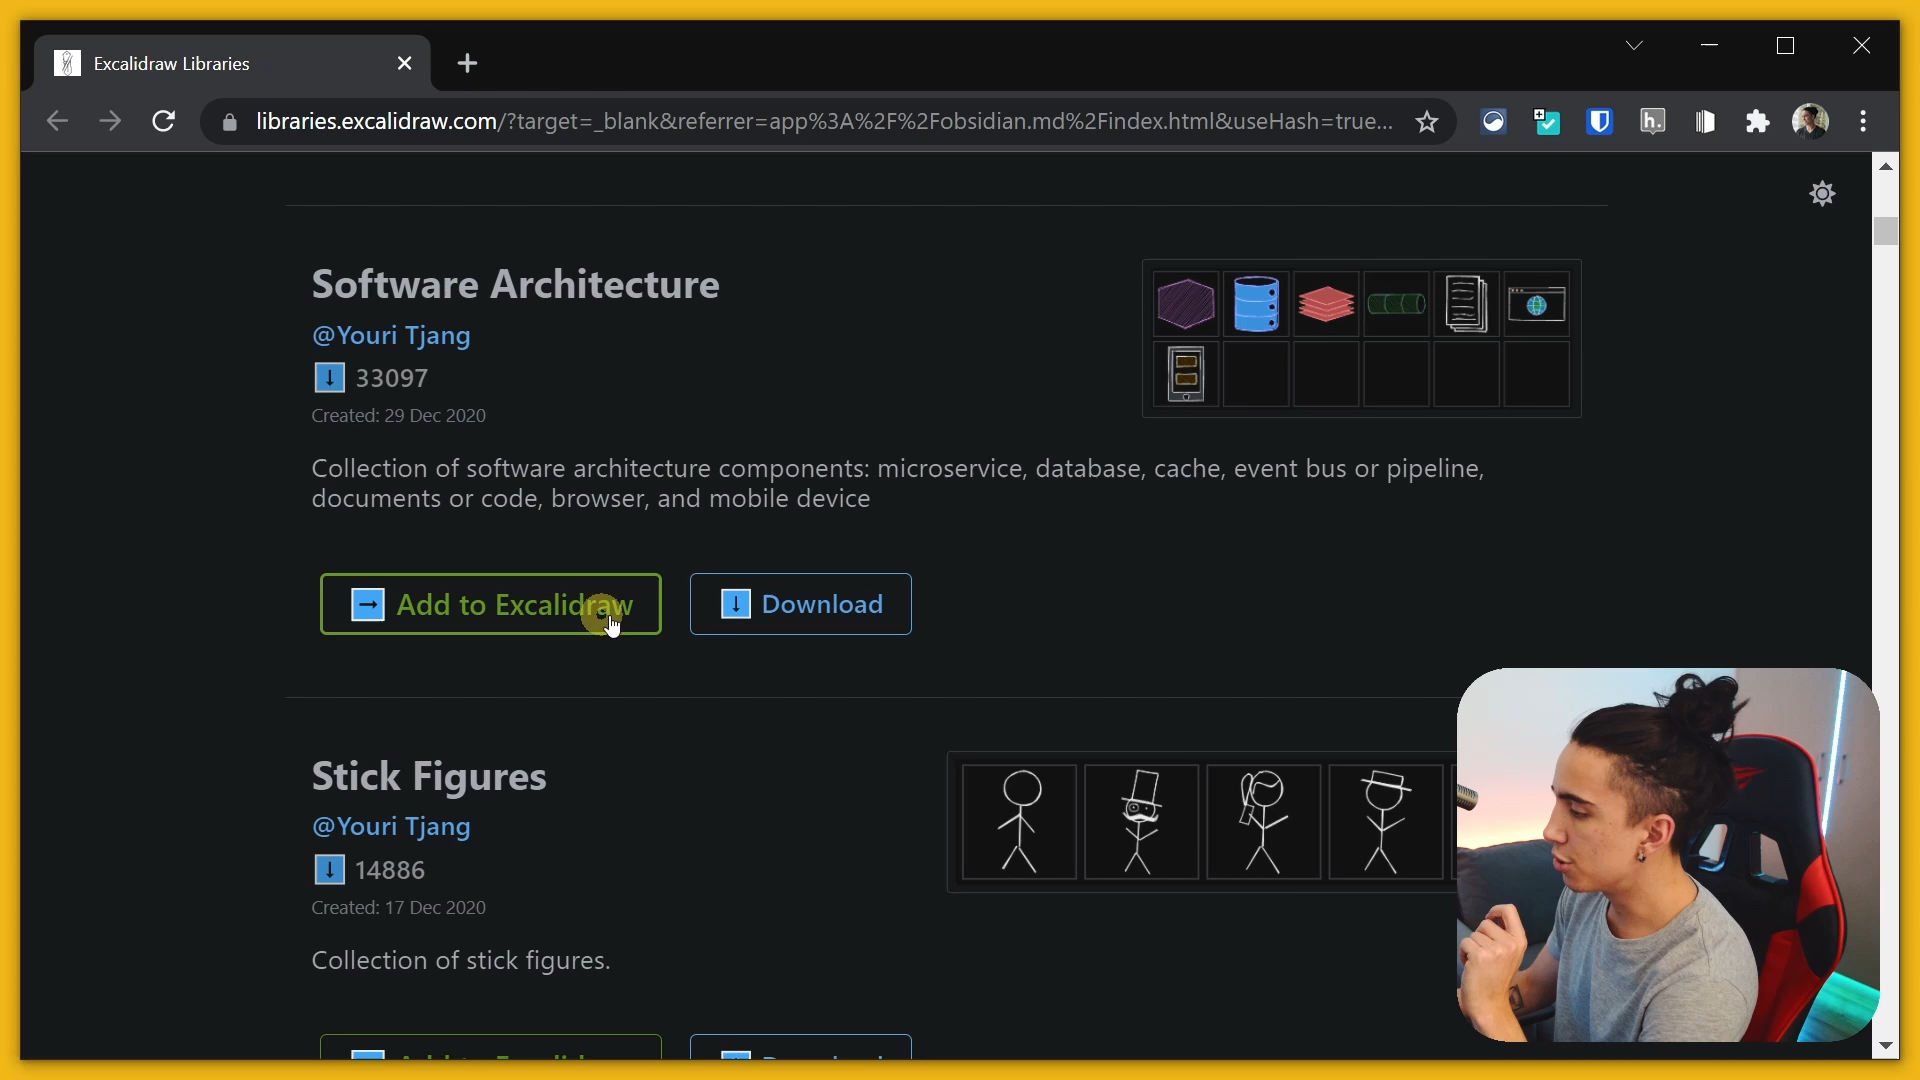 Excalidraw Libraries
libraries.excalidraw.com/?target=_blank&referrer=app%3A%2F%2Fobsidian.md%2Findex.html&useHash=true...
h.
Software Architecture
@Youri Tjang
33097
Created: 29 Dec 2020
Collection of software architecture components: microservice, database, cache, event bus or pipeline,
documents or code, browser, and mobile device
Add to Excalidraw
Download
Stick Figures
@Youri Tjang
14886
Created: 17 Dec 2020
Collection of stick figures.